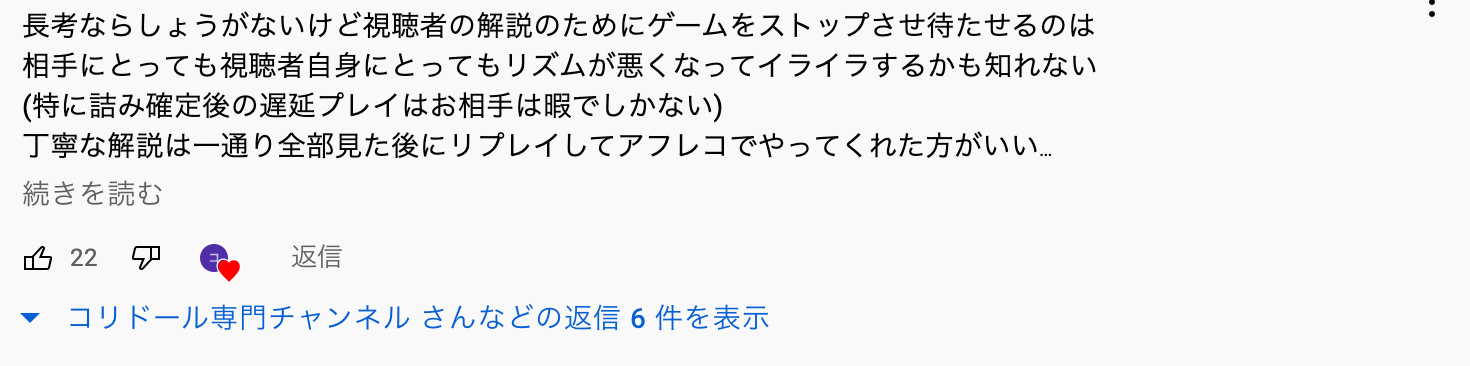 長考ならしょうがないけど視聴者の解説のためにゲームをストップさせ待たせるのは
相手にとっても視聴者自身にとってもリズムが悪くなってイライラするかも知れない
(特に詰み確定後の遅延プレイはお相手は暇でしかない)
丁寧な解説は一通り全部見た後にリプレイしてアフレコでやってくれた方がいい...
続きを読む
22 コ 返信
コリドール専門チャンネル さんなどの返信 6 件を表示